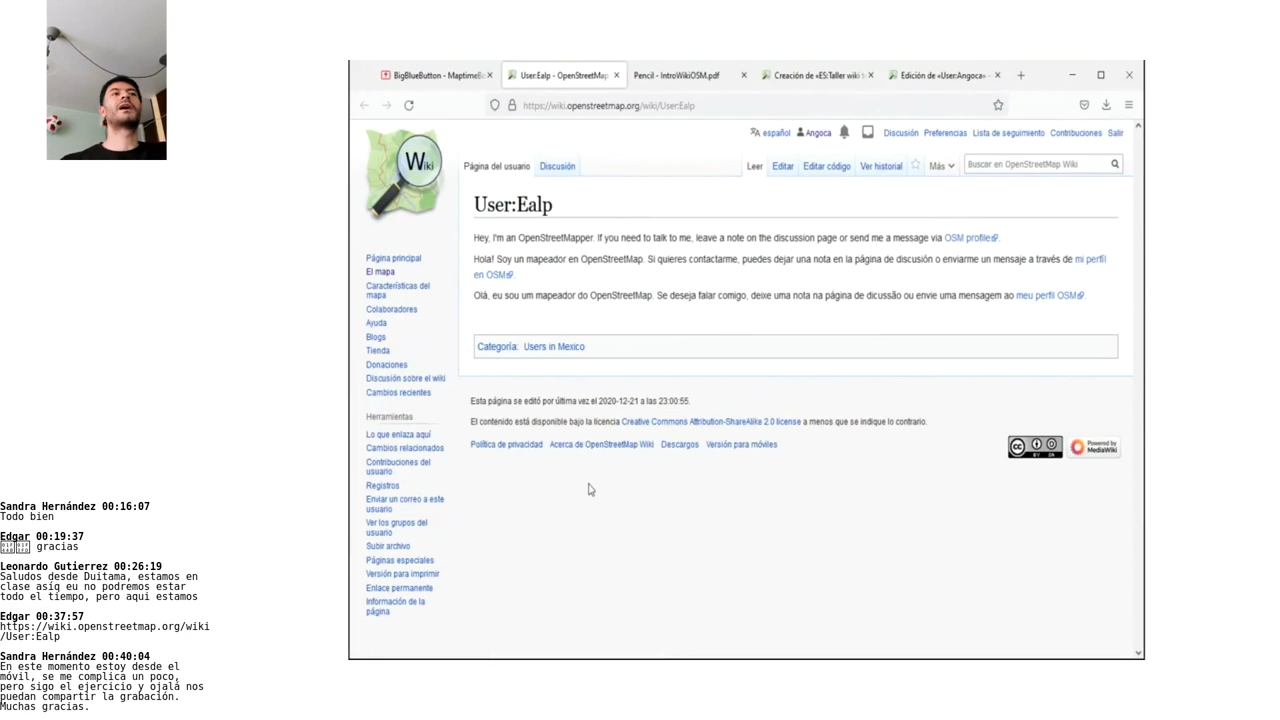 BigBlueButton - Maptime
User:Ealp - OpenStreetMap
Pencil - IntroWikiOSM.pdf
Creación de «ES:Taller wiki
Edición de «User:Angoca» -
https://wiki.openstreetmap.org/wiki/User:Ealp
español Angoca Discusión Preferencias Lista de seguimiento Contribuciones Salir
Wiki
Página del usuario Discusión Leer Editar Editar código Ver historial Más Buscar en OpenStreetMap Wiki
User:Ealp
Hey, I'm an OpenStreetMapper. If you need to talk to me, leave a note on the discussion page or send me a message via OSM profile.
Hola! Soy un mapeador en OpenStreetMap. Si quieres contactarme, puedes dejar una nota en la página de discusión o enviarme un mensaje a través de mi perfil
en OSM.
Olá, eu sou um mapeador do OpenStreetMap. Se deseja falar comigo, deixe uma nota na página de dicussão ou envie uma mensagem ao meu perfil OSM.
Categoría: Users in Mexico
Esta página se editó por última vez el 2020-12-21 a las 23:00:55.
El contenido está disponible bajo la licencia Creative Commons Attribution-ShareAlike 2.0 license a menos que se indique lo contrario.
Política de privacidad Acerca de OpenStreetMap Wiki Descargos Versión para móviles
cc BY SA
Powered by
MediaWiki
Página principal
El mapa
Características del
mapa
Colaboradores
Ayuda
Blogs
Tienda
Donaciones
Discusión sobre el wiki
Cambios recientes
Herramientas
Lo que enlaza aquí
Cambios relacionados
Contribuciones del
usuario
Registros
Enviar un correo a este
usuario
Ver los grupos del
usuario
Subir archivo
Páginas especiales
Versión para imprimir
Enlace permanente
Información de la
página
Sandra Hernández 00:16:07
Todo bien
Edgar 00:19:37
gracias
Leonardo Gutierrez 00:26:19
Saludos desde Duitama, estamos en
clase asiq eu no podremos estar
todo el tiempo, pero aqui estamos
Edgar 00:37:57
https://wiki.openstreetmap.org/wiki
/User:Ealp
Sandra Hernández 00:40:04
En este momento estoy desde el
móvil, se me complica un poco,
pero sigo el ejercicio y ojalá nos
puedan compartir la grabación.
Muchas gracias.